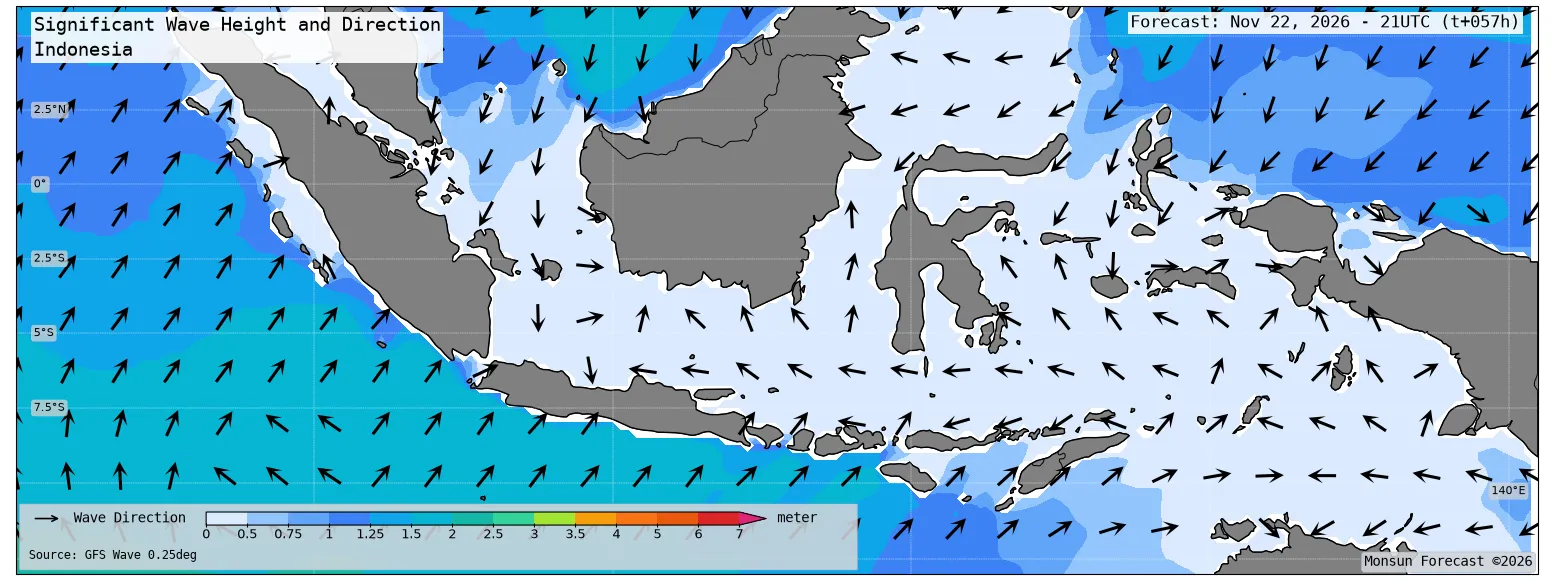 Significant Wave Height and Direction
Indonesia
Forecast: Nov 22, 2026 - 21UTC (t+057h)
2.5°N
0°
2.5°S
5°S
7.5°S
140°E
Wave Direction
0 0.5 0.75 1 1.25 1.5 2 2.5 3 3.5 4 5 6 7
meter
Source: GFS Wave 0.25deg
Monsun Forecast ©2026